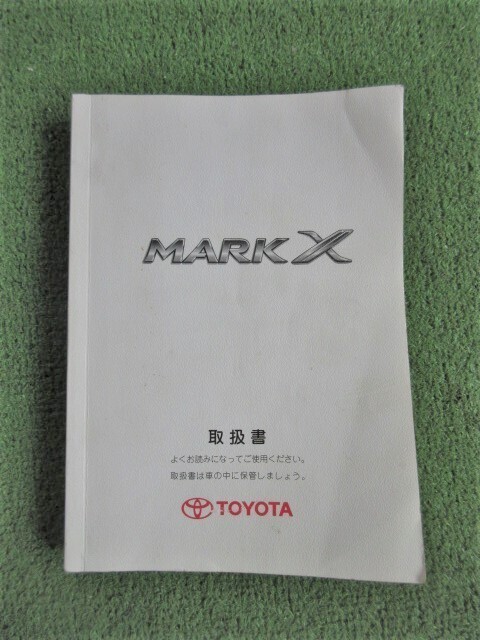 MARK X
取扱書
よくお読みになってご使用ください。
取扱書は車の中に保管しましょう。
TOYOTA